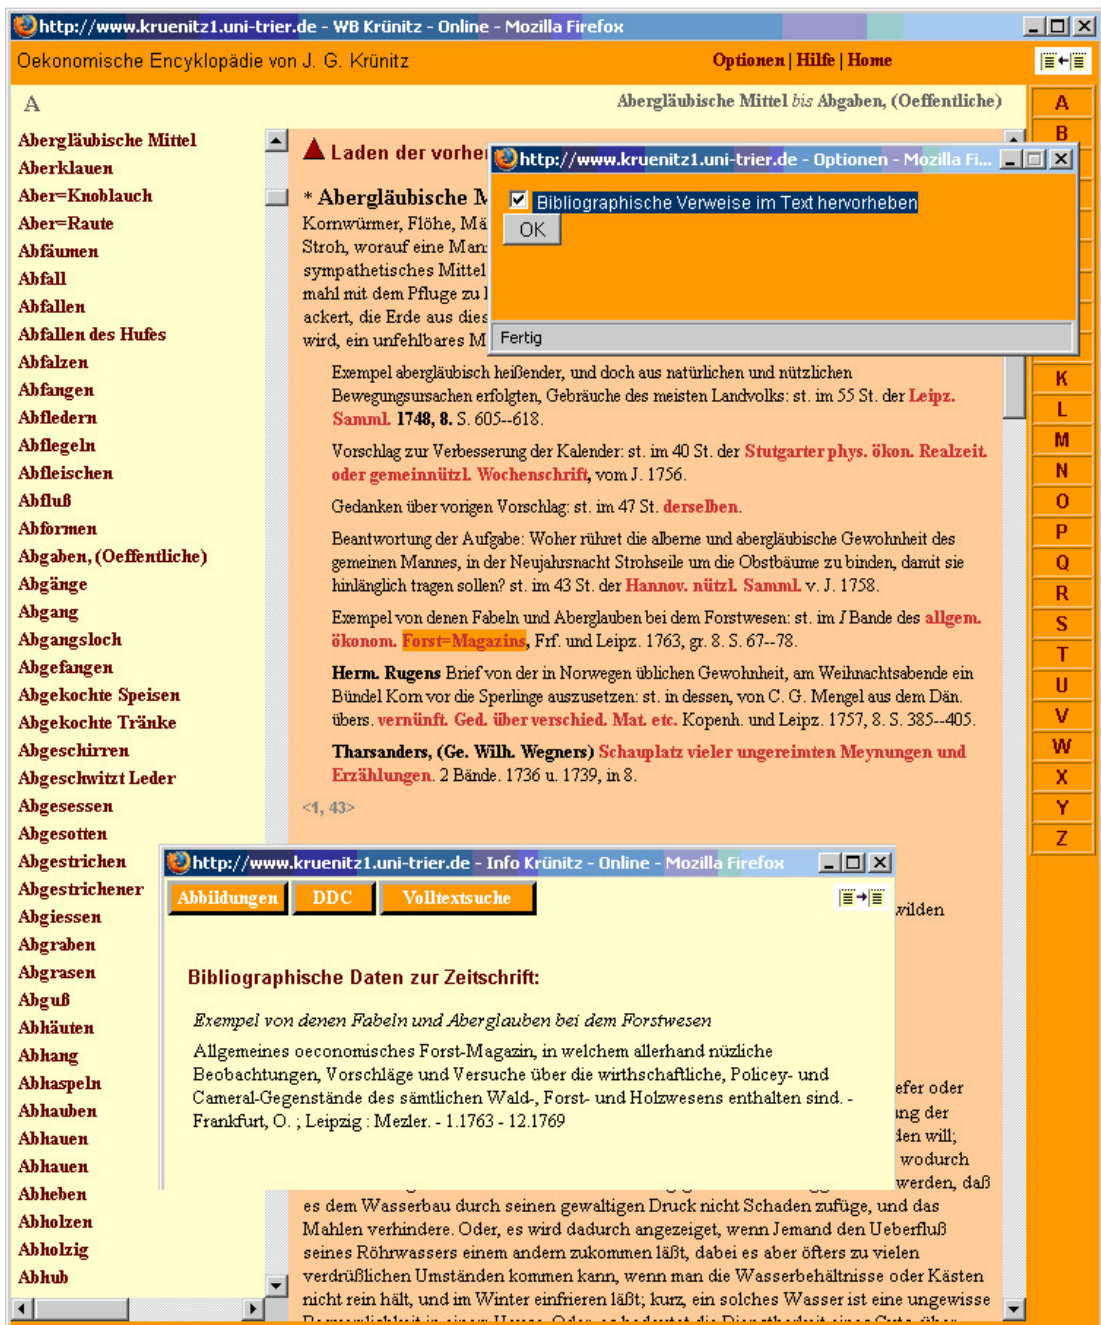 http://www.kruenitz1.uni-trier.de - WB Krünitz - Online - Mozilla Firefox
Oekonomische Encyklopädie von J. G. Krünitz
Optionen | Hilfe | Home
A
Abergläubische Mittel bis Abgaben, (Oeffentliche)
Abergläubische Mittel
Aberklauen
Aber=Knoblauch
Aber=Raute
Abfäumen
Abfall
Abfallen
Abfallen des Hufes
Abfalzen
Abfangen
Abfledern
Abflegeln
Abfleischen
Abfluß
Abformen
Abgaben, (Oeffentliche)
Abgänge
Abgang
Abgangsloch
Abgefangen
Abgekochte Speisen
Abgekochte Tränke
Abgeschirren
Abgeschwitzt Leder
Abgesessen
Abgesotten
Abgestrichen
Abgestrichener
Abgiessen
Abgraben
Abgrasen
Abguß
Abhäuten
Abhang
Abhaspeln
Abhauben
Abhauen
Abhauen
Abheben
Abholzen
Abholzig
Abhub
Laden der vorhe
* Abergläubische M
Kornwürmer, Flöhe, Mä
Stroh, worauf eine Man
sympathetisches Mittel
mahl mit dem Pfluge zu
ackert, die Erde aus dies
wird, ein unfehlbares M
http://www.kruenitz1.uni-trier.de - Optionen - Mozilla Fi...
Bibliographische Verweise im Text hervorheben
OK
Fertig
Exempel abergläubisch heißender, und doch aus natürlichen und nützlichen
Bewegungsursachen erfolgten, Gebräuche des meisten Landvolks: st. im 55 St. der Leipz.
Samml. 1748, 8. S. 605--618.
Vorschlag zur Verbesserung der Kalender: st. im 40 St. der Stutgarter phys. ökon. Realzeit.
oder gemeinnützl. Wochenschrift, vom J. 1756.
Gedanken über vorigen Vorschlag: st. im 47 St. derselben.
Beantwortung der Aufgabe: Woher rühret die alberne und abergläubische Gewohnheit des
gemeinen Mannes, in der Neujahrsnacht Strohseile um die Obstbäume zu binden, damit sie
hinlänglich tragen sollen? st. im 43 St. der Hannov. nützl. Samml. v. J. 1758.
Exempel von denen Fabeln und Aberglauben bei dem Forstwesen: st. im I Bande des allgem.
ökonom. Forst=Magazins, Frf. und Leipz. 1763, gr. 8. S. 67--78.
Herm. Rugens Brief von der in Norwegen üblichen Gewohnheit, am Weihnachtsabende ein
Bündel Korn vor die Sperlinge auszusetzen: st. in dessen, von C. G. Mengel aus dem Dän.
übers. vernünft. Ged. über verschied. Mat. etc. Kopenh. und Leipz. 1757, 8. S. 385--405.
Tharsanders, (Ge. Wilh. Wegners) Schauplatz vieler ungereimten Meynungen und
Erzählungen. 2 Bände. 1736 u. 1739, in 8.
<1, 43>
http://www.kruenitz1.uni-trier.de - Info Krünitz - Online - Mozilla Firefox
Abbildungen
DDC
Volltextsuche
Bibliographische Daten zur Zeitschrift:
Exempel von denen Fabeln und Aberglauben bei dem Forstwesen
Allgemeines oeconomisches Forst-Magazin, in welchem allerhand nüzliche
Beobachtungen, Vorschläge und Versuche über die wirthschaftliche, Policey- und
Cameral-Gegenstände des sämtlichen Wald-, Forst- und Holzwesens enthalten sind. -
Frankfurt, O. ; Leipzig : Mezler. - 1.1763 - 12.1769
wilden
efer oder
ung der
den will;
wodurch
werden, daß
es dem Wasserbau durch seinen gewaltigen Druck nicht Schaden zufüge, und das
Mahlen verhindere. Oder, es wird dadurch angezeiget, wenn Jemand den Ueberfluß
seines Röhrwassers einem andern zukommen läßt, dabei es aber öfters zu vielen
verdrüßlichen Umständen kommen kann, wenn man die Wasserbehältnisse oder Kästen
nicht rein hält, und im Winter einfrieren läßt; kurz, ein solches Wasser ist eine ungewisse
A
B
K
L
M
N
O
P
Q
R
S
T
U
V
W
X
Y
Z